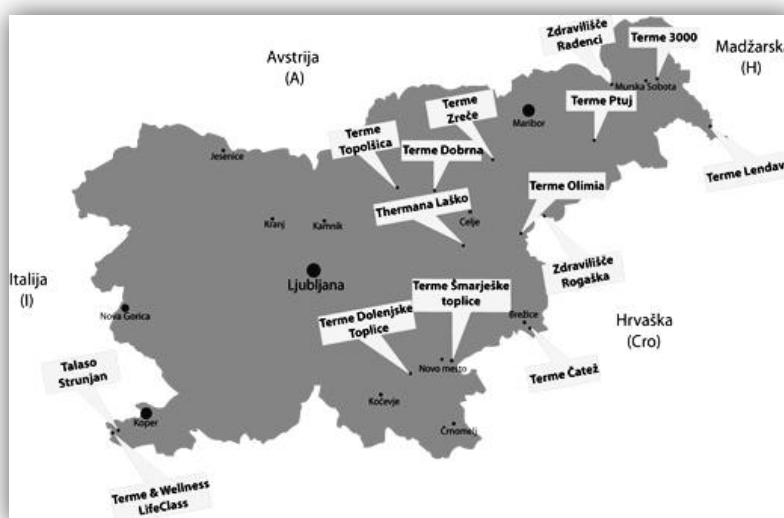 Avstrija
(A)
Zdravilišče
Radenci
Terme 3000
Madžarska
(H)
Murska Sobota
Terme
Zreče
Maribor
Terme Ptuj
Terme
Topolšica
Terme Dobrna
Jesenice
Terme Lendav
Terme Olimia
Thermana Laško
Celje
Kranj
Kamnik
Zdravilišče
Rogaška
Italija
(I)
Ljubljana
Terme Šmarješke
toplice
Nova Gorica
Terme Dolenjske
Toplice
Brežice
Hrvaška
(Cro)
Novo mesto
Terme Čatež
Talaso
Strunjan
Kočevje
Koper
Črnomelj
Terme & Wellness
LifeClass